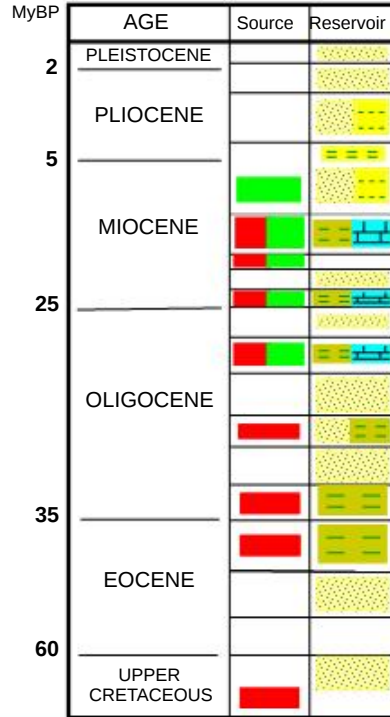 MyBP
AGE
Source
Reservoir
PLEISTOCENE
2
PLIOCENE
5
MIOCENE
25
OLIGOCENE
35
EOCENE
60
UPPER
CRETACEOUS